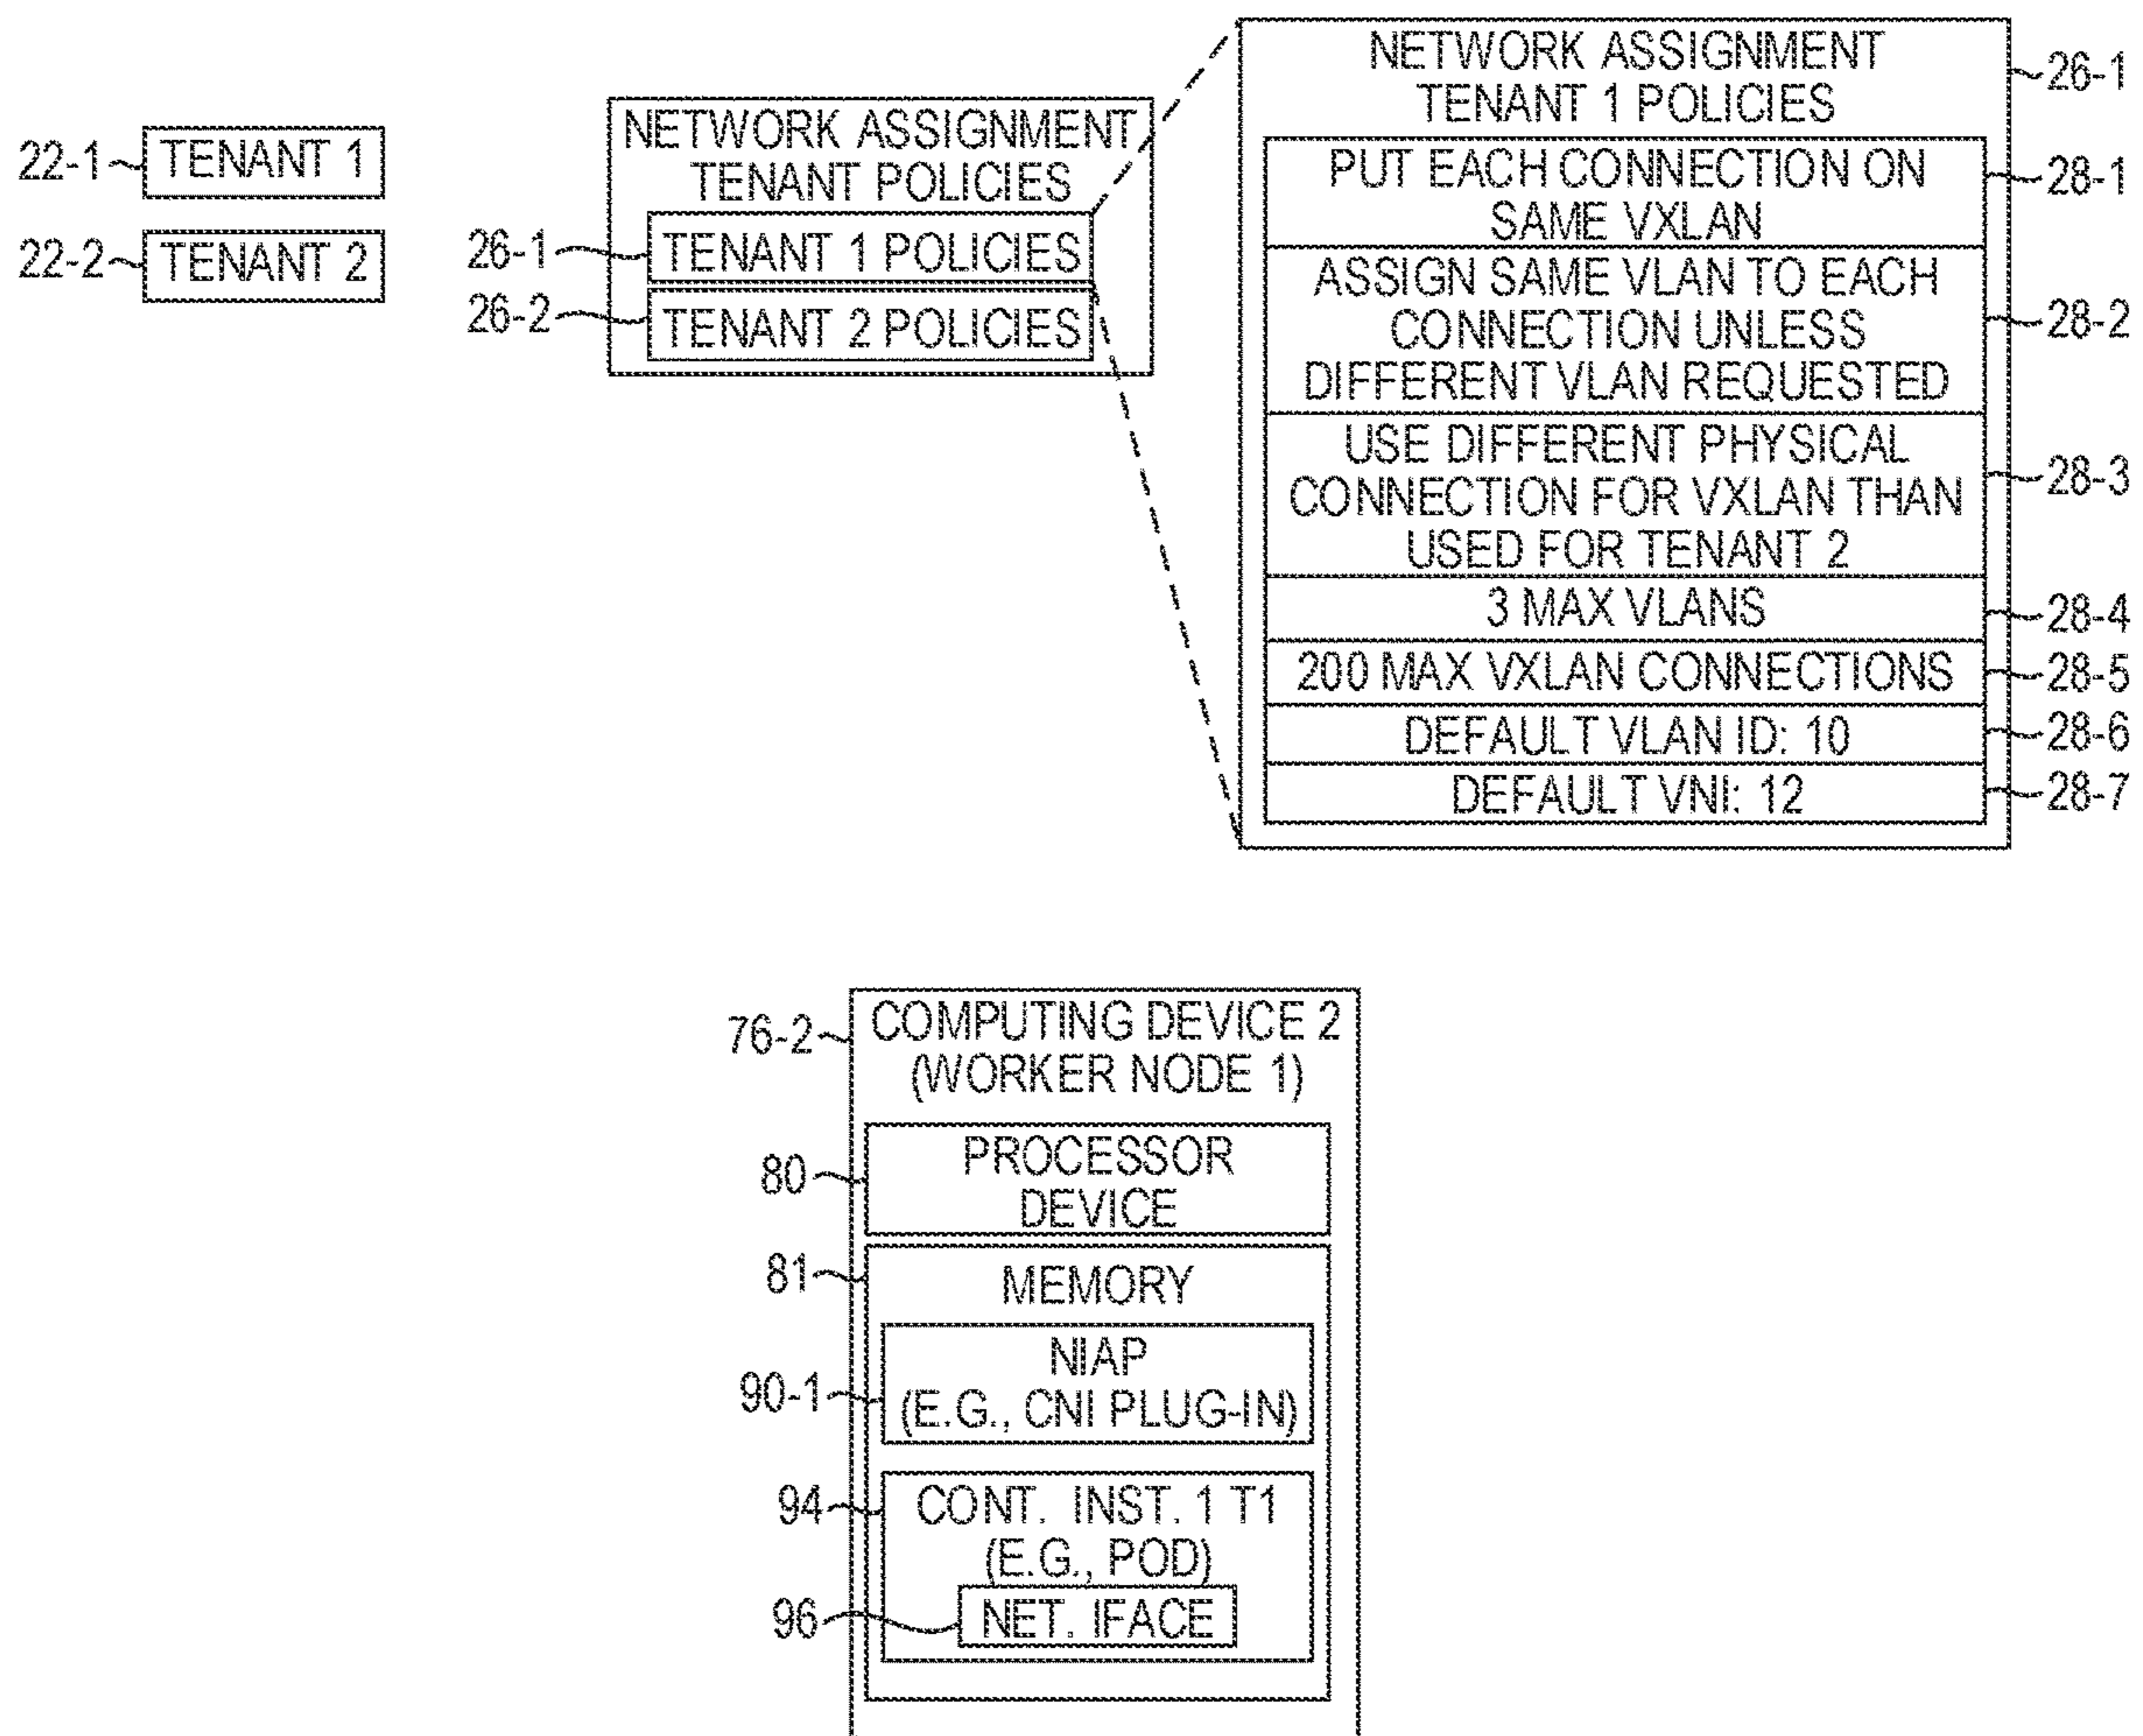 22-1
TENANT 1
22-2
TENANT 2
NETWORK ASSIGNMENT
TENANT POLICIES
26-1
TENANT 1 POLICIES
26-2
TENANT 2 POLICIES
NETWORK ASSIGNMENT
TENANT 1 POLICIES
26-1
PUT EACH CONNECTION ON
SAME VXLAN
28-1
ASSIGN SAME VLAN TO EACH
CONNECTION UNLESS
DIFFERENT VLAN REQUESTED
28-2
USE DIFFERENT PHYSICAL
CONNECTION FOR VXLAN THAN
USED FOR TENANT 2
28-3
3 MAX VLANS
28-4
200 MAX VXLAN CONNECTIONS
28-5
DEFAULT VLAN ID: 10
28-6
DEFAULT VNI: 12
28-7
76-2
COMPUTING DEVICE 2
(WORKER NODE 1)
80
PROCESSOR
DEVICE
81
MEMORY
90-1
NIAP
(E.G., CNI PLUG-IN)
94
CONT. INST. 1 T1
(E.G., POD)
96
NET. IFACE